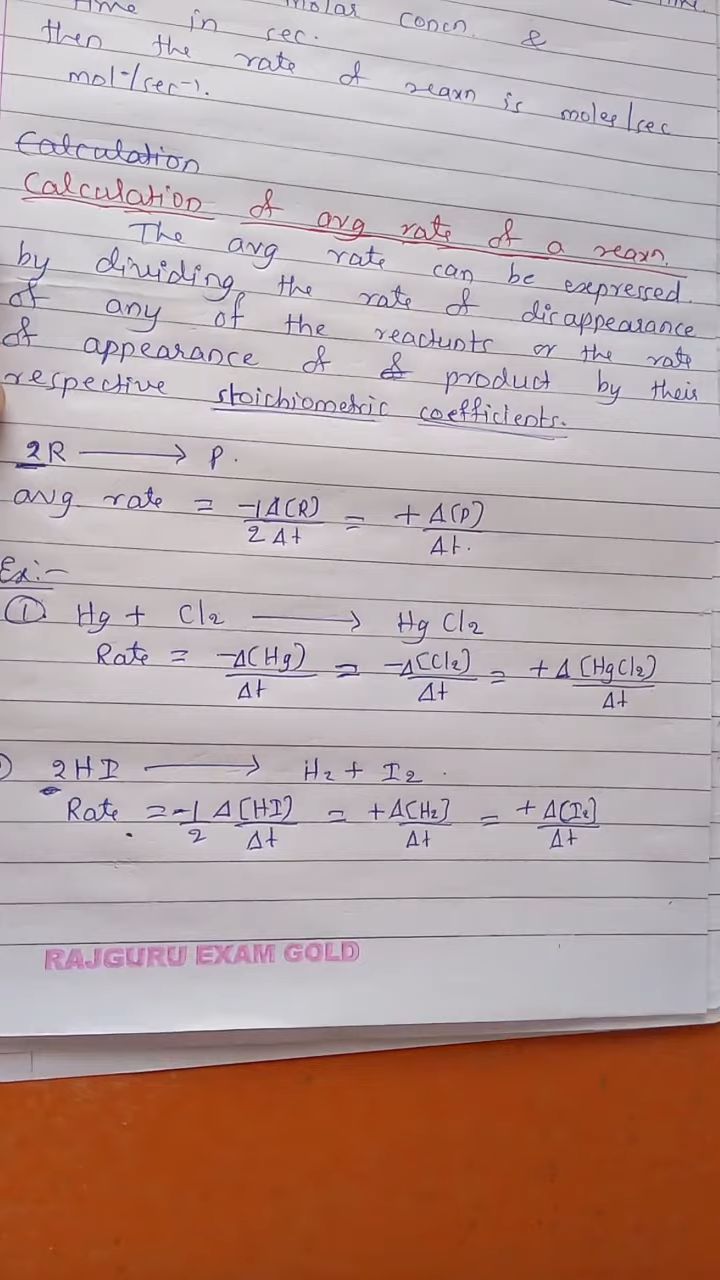 Time in sec. molar concn. &
then the rate of reaxn is moles/sec
mol-1/sec-1.
Calculation
Calculation of avg rate of a reaxn.
The avg rate can be expressed.
by dividing the rate of disappearance
of any of the reactunts or the rate
of appearance of & product by their
respective stoichiometric coefficients.
2R ⟶ P.
avg rate = -1Δ(R)/2Δt = +Δ(P)/Δt.
Ex:-
① Hg + Cl2 ⟶ HgCl2
Rate = -Δ(Hg)/Δt = -Δ[Cl2)/Δt = +Δ[HgCl2)/Δt
2HI ⟶ H2 + I2.
Rate = -1/2 Δ[HI]/Δt = +Δ[H2]/Δt = +Δ[I2]/Δt
RAJGURU EXAM GOLD